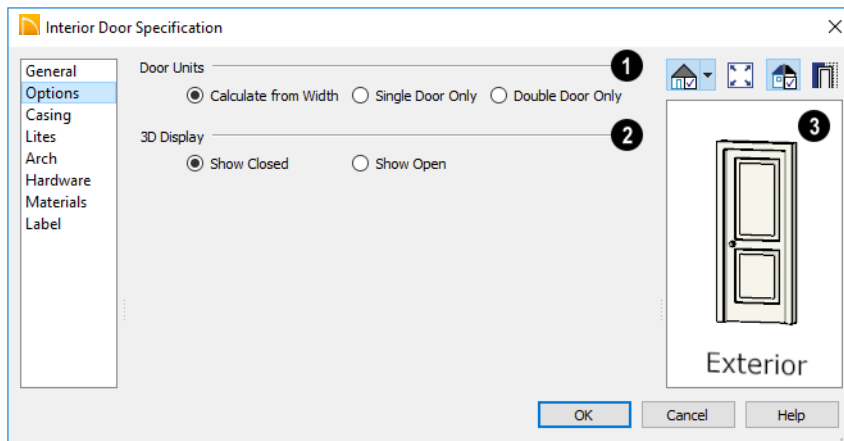 Interior Door Specification
General
Options
Casing
Lites
Arch
Hardware
Materials
Label
Door Units
1
Calculate from Width Single Door Only Double Door Only
3D Display
2
Show Closed Show Open
3
Exterior
OK Cancel Help